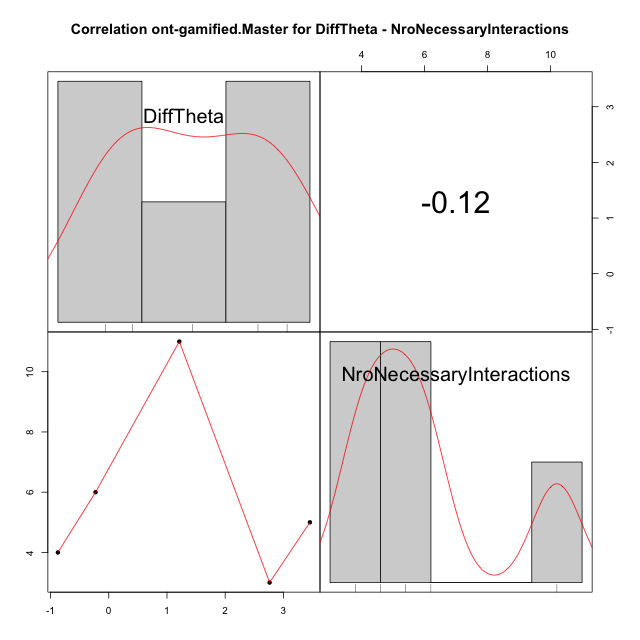 Correlation ont-gamified.Master for DiffTheta - NroNecessaryInteractions
4 6 8 10
DiffTheta
-0.12
3
2
1
0
-1
NroNecessaryInteractions
10
8
6
4
-1 0 1 2 3